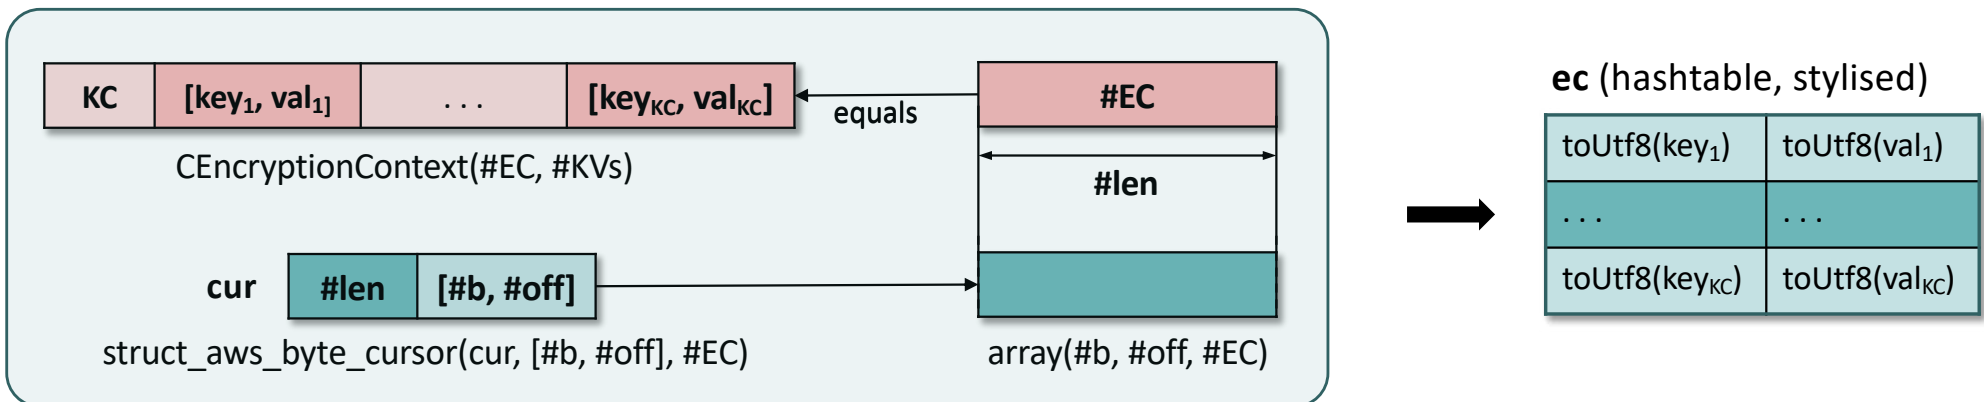 KC [key₁, val₁] . . . [keyKC, valKC] equals #EC
CEncryptionContext(#EC, #KVs)
#len
cur #len [#b, #off]
struct_aws_byte_cursor(cur, [#b, #off], #EC)
array(#b, #off, #EC)
ec (hashtable, stylised)
toUtf8(key₁) toUtf8(val₁)
. . . . . .
toUtf8(keyKC) toUtf8(valKC)